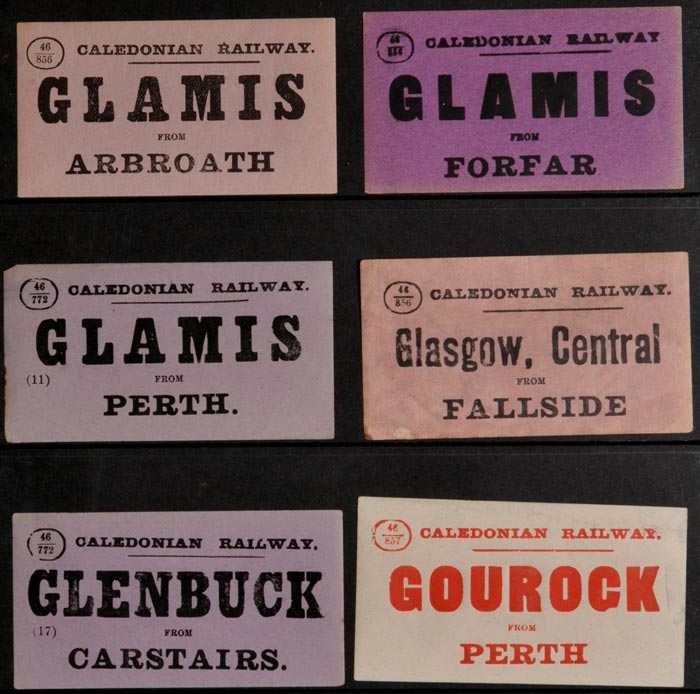 46
856
CALEDONIAN RAILWAY.
GLAMIS
FROM
ARBROATH
46
CALEDONIAN RAILWAY
GLAMIS
FROM
FORFAR
46
772
CALEDONIAN RAILWAY.
GLAMIS
(11)
FROM
PERTH.
46
856
CALEDONIAN RAILWAY.
Glasgow, Central
FROM
FALLSIDE
46
772
CALEDONIAN RAILWAY.
GLENBUCK
(17)
FROM
CARSTAIRS.
46
857
CALEDONIAN RAILWAY.
GOUROCK
FROM
PERTH